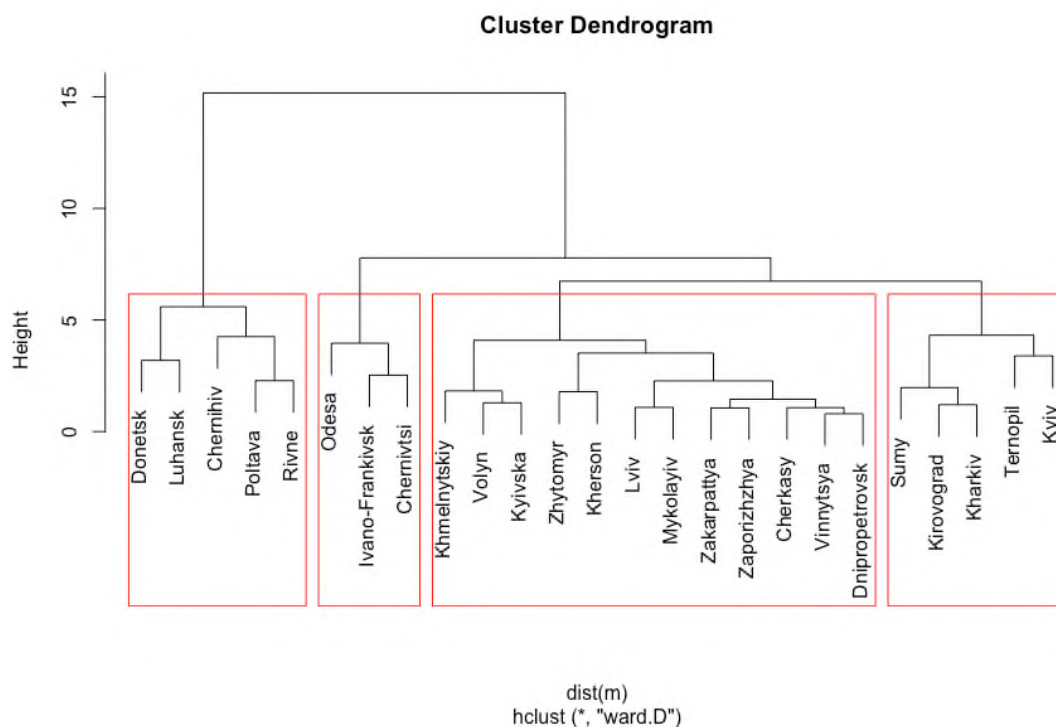 Cluster Dendrogram
Height
15
10
5
0
Donetsk
Luhansk
Chernihiv
Poltava
Rivne
Odesa
Ivano-Frankivsk
Chernivtsi
Khmelnytskiy
Volyn
Kyivska
Zhytomyr
Kherson
Lviv
Mykolayiv
Zakarpattya
Zaporizhzhya
Cherkasy
Vinnytsya
Dnipropetrovsk
Sumy
Kirovograd
Kharkiv
Ternopil
Kyiv
dist(m)
hclust (*, "ward.D")